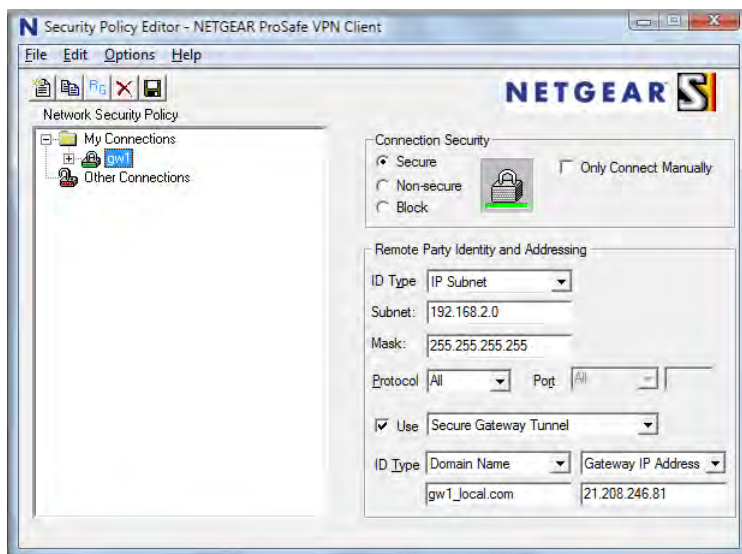 N Security Policy Editor - NETGEAR ProSafe VPN Client
File Edit Options Help
NETGEAR
Network Security Policy
My Connections
gw1
Other Connections
Connection Security
Secure
Non-secure
Block
Only Connect Manually
Remote Party Identity and Addressing
ID Type IP Subnet
Subnet: 192.168.2.0
Mask: 255.255.255.255
Protocol All Port All
Use Secure Gateway Tunnel
ID Type Domain Name Gateway IP Address
gw1_local.com 21.208.246.81